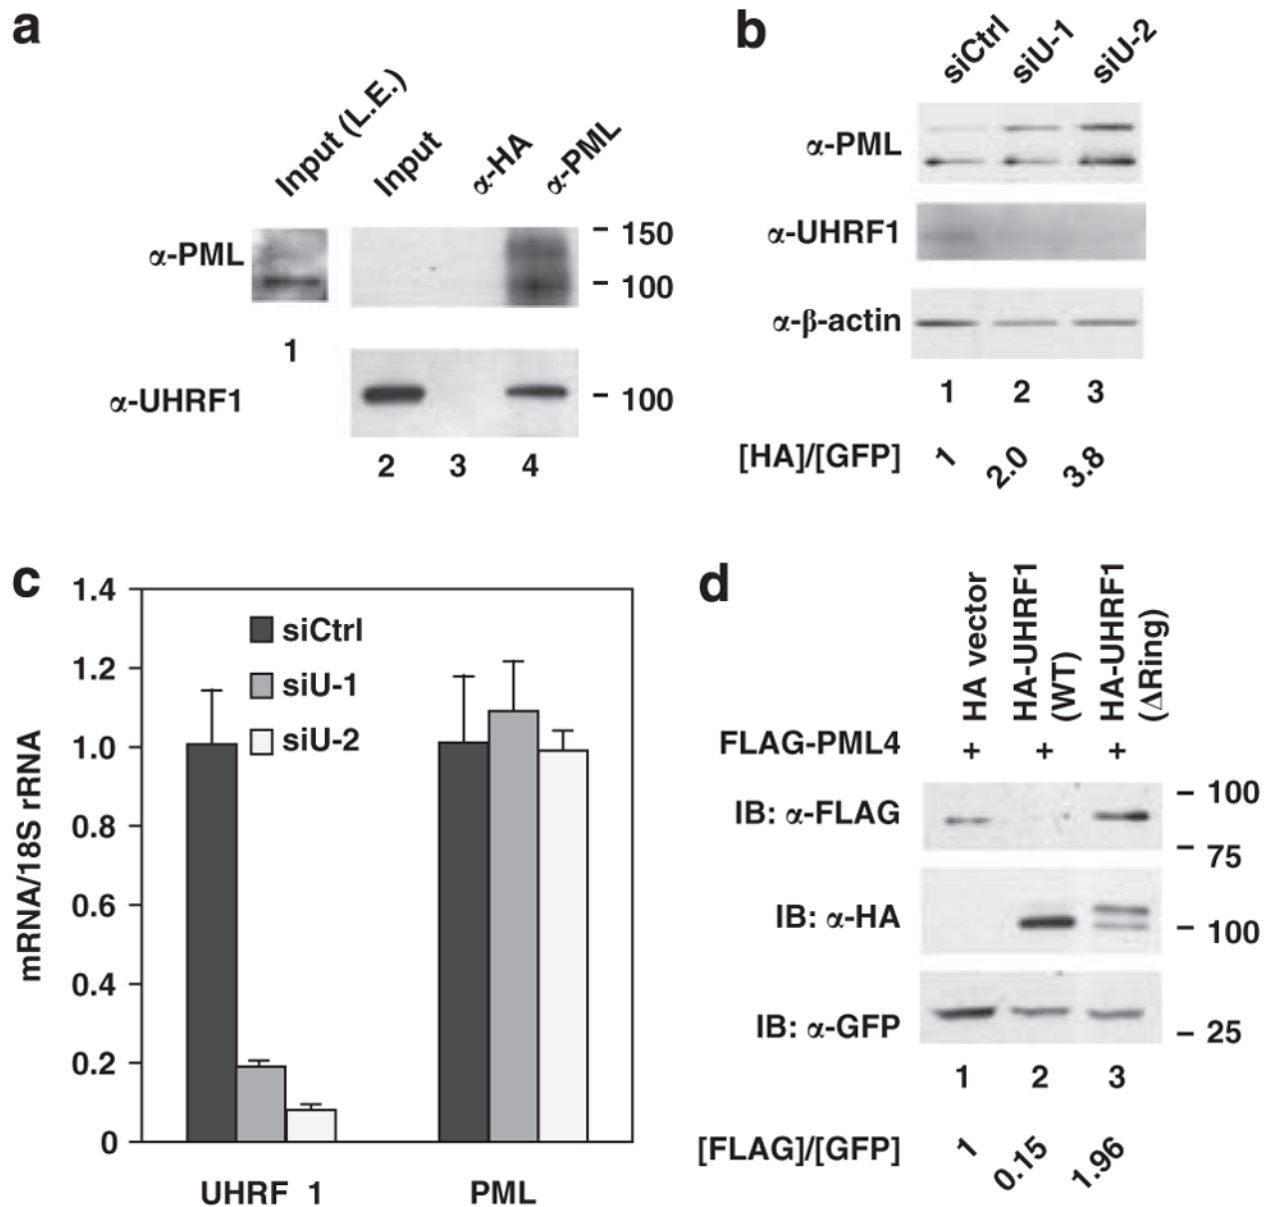 a
Input (L.E.)
Input
α-HA
α-PML
α-PML
150
100
1
α-UHRF1
100
2 3 4
b
siCtrl
siU-1
siU-2
α-PML
α-UHRF1
α-β-actin
1 2 3
[HA]/[GFP] 1 2.0 3.8
c
mRNA/18S rRNA
1.4
1.2
1.0
0.8
0.6
0.4
0.2
0
siCtrl
siU-1
siU-2
UHRF 1
PML
d
HA vector
HA-UHRF1
(WT)
HA-UHRF1
(ΔRing)
FLAG-PML4 + + +
IB: α-FLAG
100
75
IB: α-HA
100
IB: α-GFP
25
1 2 3
[FLAG]/[GFP] 1 0.15 1.96